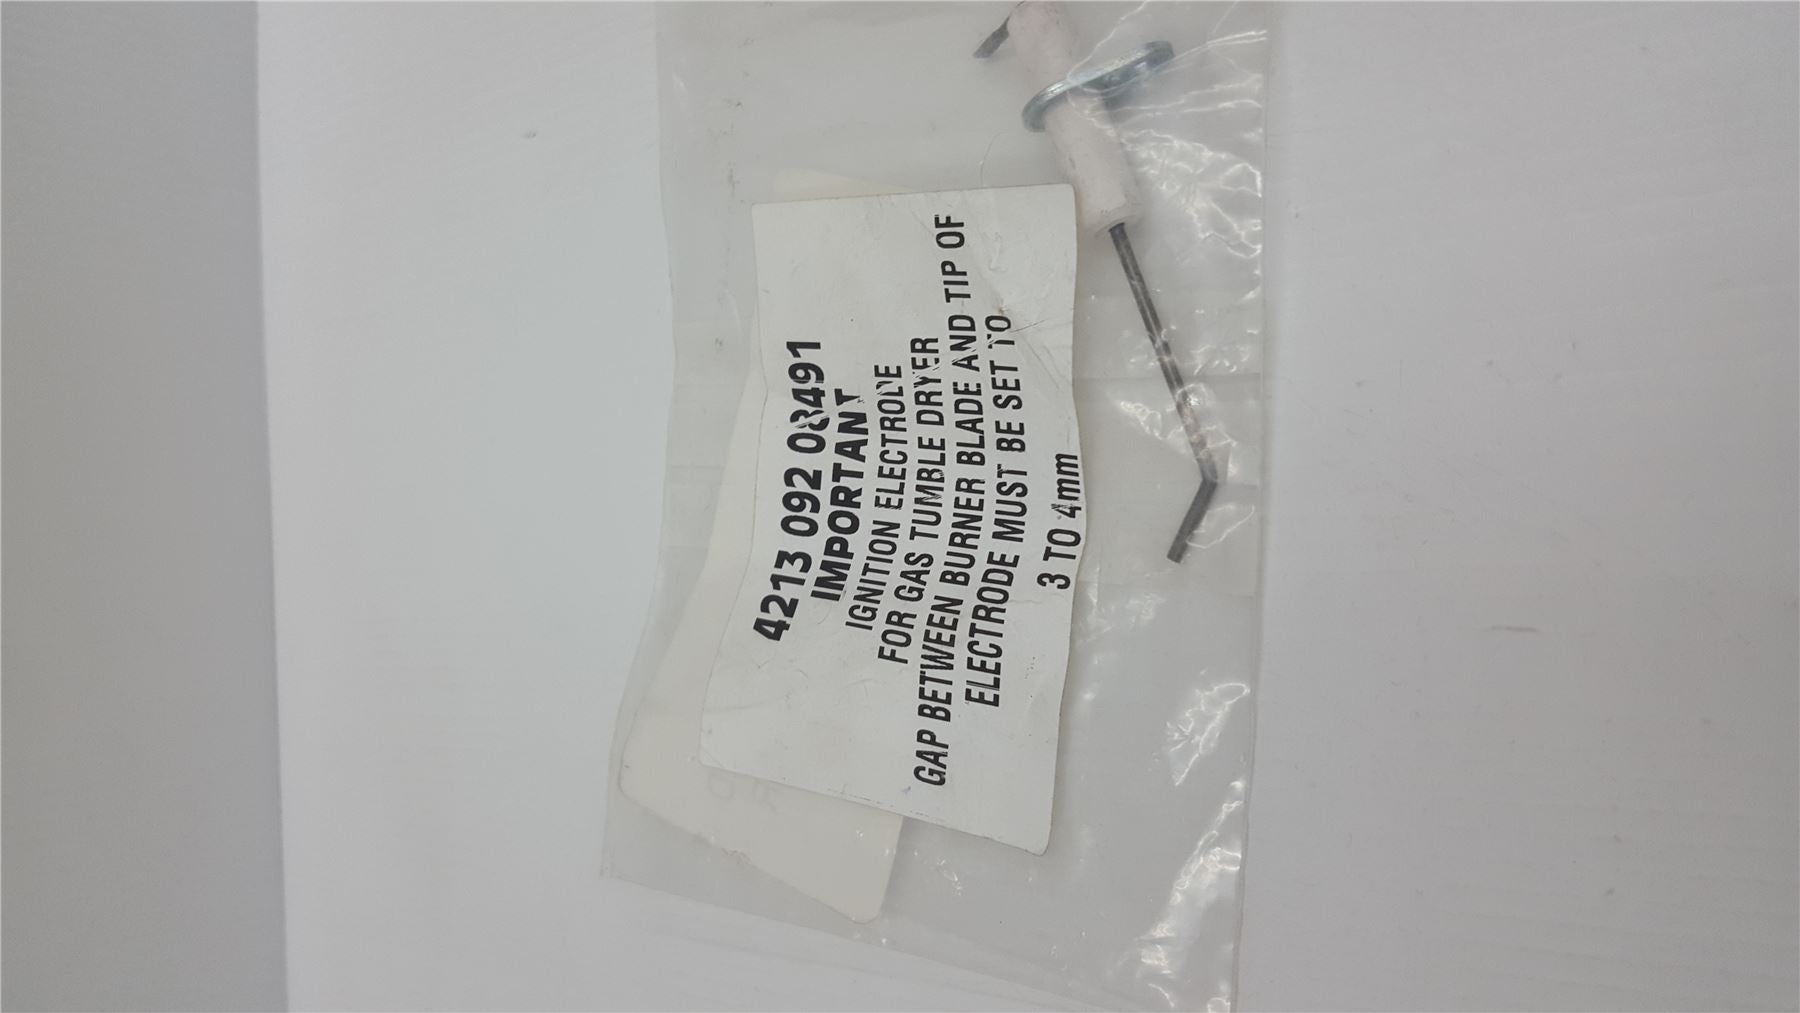 4213 092 08491
IMPORTANT
IGNITION ELECTRODE
FOR GAS TUMBLE DRYER
GAP BETWEEN BURNER BLADE AND TIP OF
ELECTRODE MUST BE SET TO
3 TO 4mm